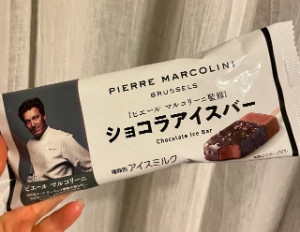 PIERRE MARCOLINI
BRUSSELS
[ピエール マルコリーニ監修]
ショコラアイスバー
Chocolate Ice Bar
種類別 アイスミルク
ピエール マルコリーニ